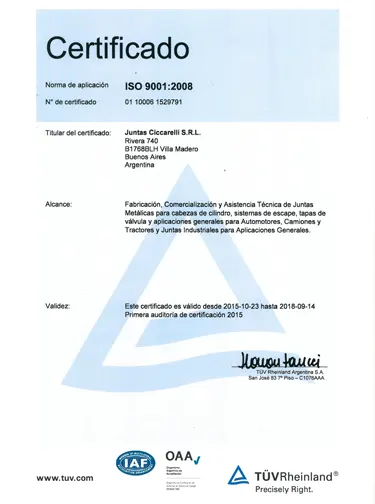 Certificado
Norma de aplicación ISO 9001:2008
N° de certificado 01 10006 1529791
Titular del certificado: Juntas Ciccarelli S.R.L.
Rivera 740
B1768BLH Villa Madero
Buenos Aires
Argentina
Alcance: Fabricación, Comercialización y Asistencia Técnica de Juntas
Metálicas para cabezas de cilindro, sistemas de escape, tapas de
válvula y aplicaciones generales para Automotores, Camiones y
Tractores y Juntas Industriales para Aplicaciones Generales.
Validez: Este certificado es válido desde 2015-10-23 hasta 2018-09-14
Primera auditoría de certificación 2015
TÜV Rheinland Argentina S.A.
San José 83 7° Piso – C1076AAA
www.tuv.com
IAF
OAA
Organismo
Argentino de
Acreditación
TÜVRheinland®
Precisely Right.